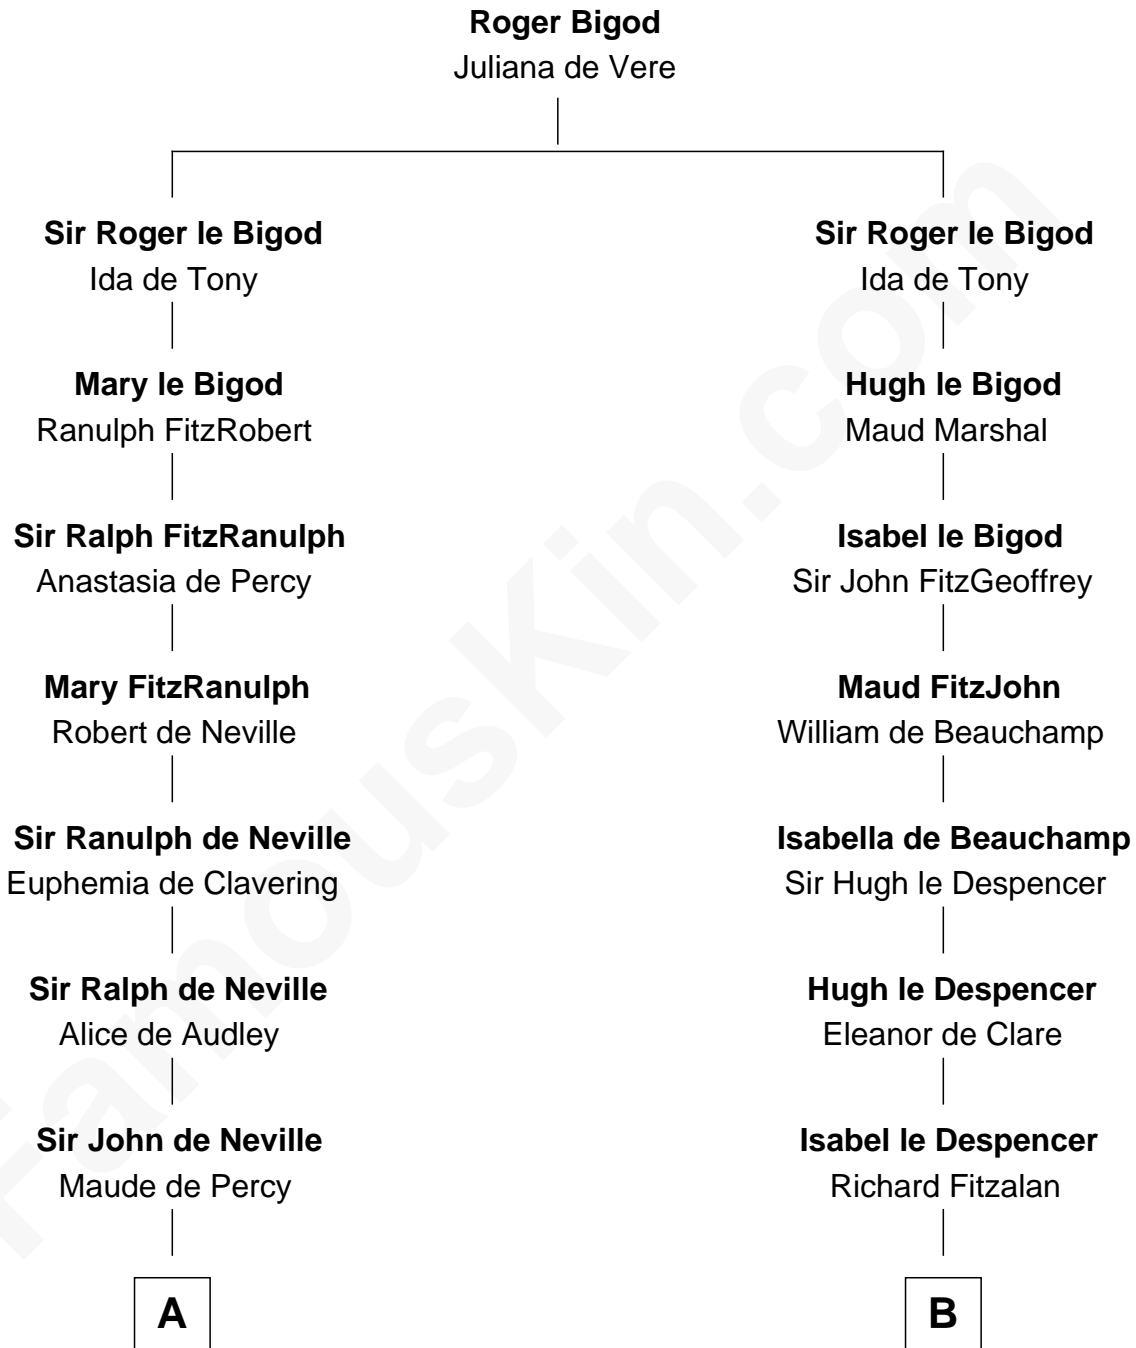 Roger Bigod
Juliana de Vere
Sir Roger le Bigod
Ida de Tony
Sir Roger le Bigod
Ida de Tony
Mary le Bigod
Ranulph FitzRobert
Hugh le Bigod
Maud Marshal
Sir Ralph FitzRanulph
Anastasia de Percy
Isabel le Bigod
Sir John FitzGeoffrey
Mary FitzRanulph
Robert de Neville
Maud FitzJohn
William de Beauchamp
Sir Ranulph de Neville
Euphemia de Clavering
Isabella de Beauchamp
Sir Hugh le Despencer
Sir Ralph de Neville
Alice de Audley
Hugh le Despencer
Eleanor de Clare
Sir John de Neville
Maude de Percy
Isabel le Despencer
Richard Fitzalan
A
B
FamousKin.com